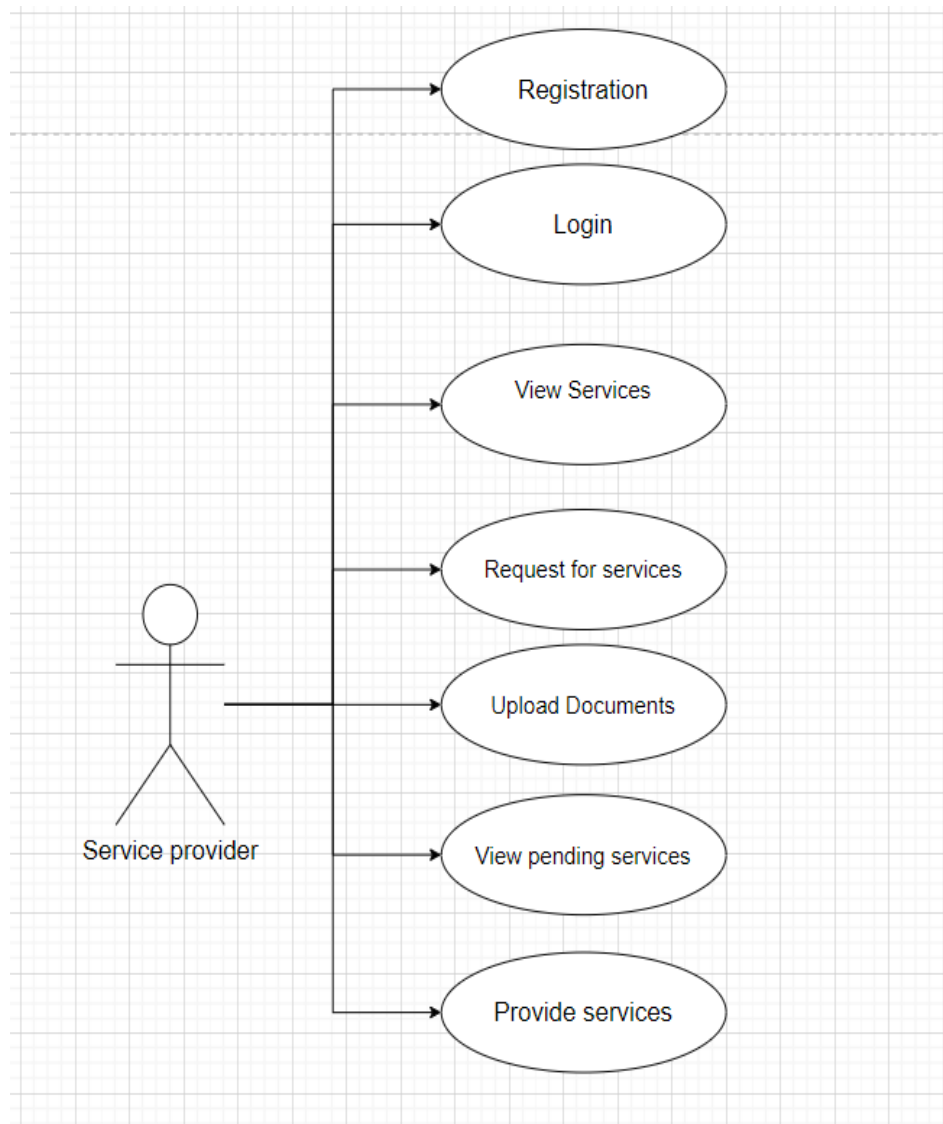 Registration
Login
View Services
Request for services
Upload Documents
View pending services
Service provider
Provide services